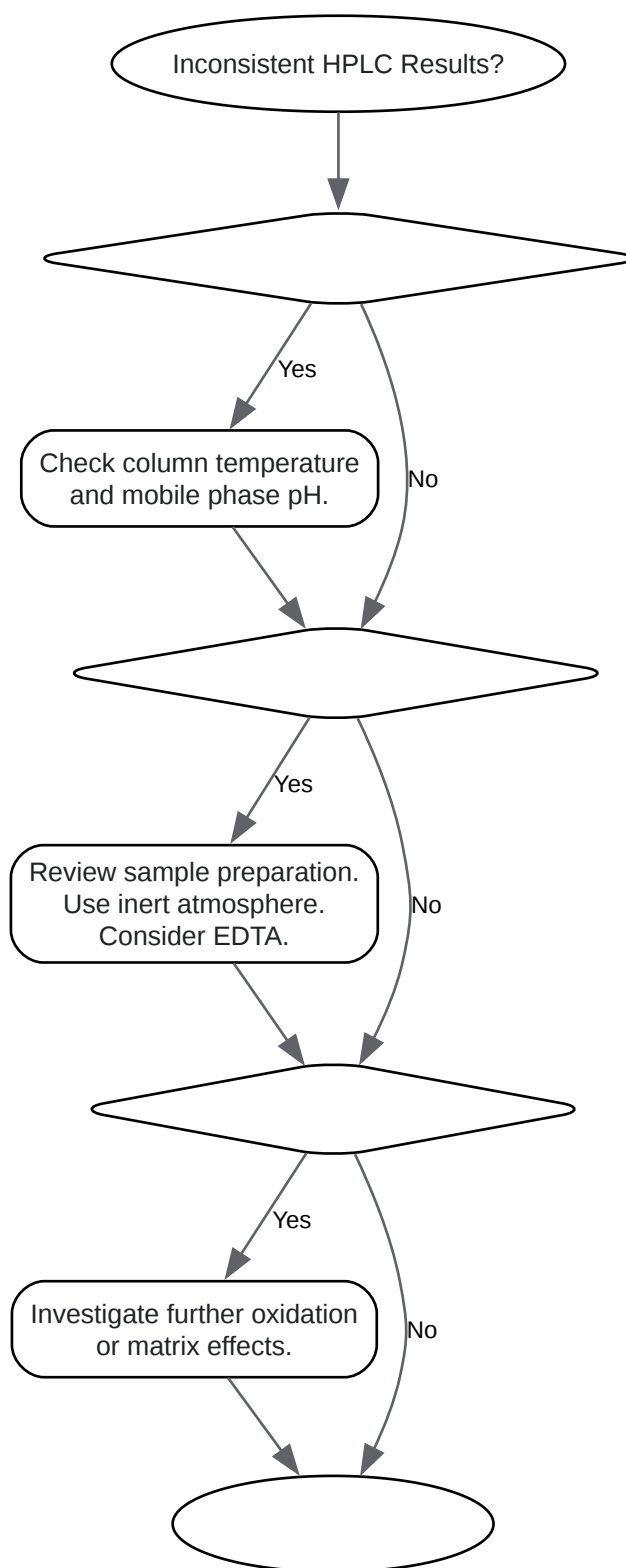 Inconsistent HPLC Results?
Yes
Check column temperature
and mobile phase pH.
No
Yes
Review sample preparation.
Use inert atmosphere.
Consider EDTA.
No
Yes
Investigate further oxidation
or matrix effects.
No